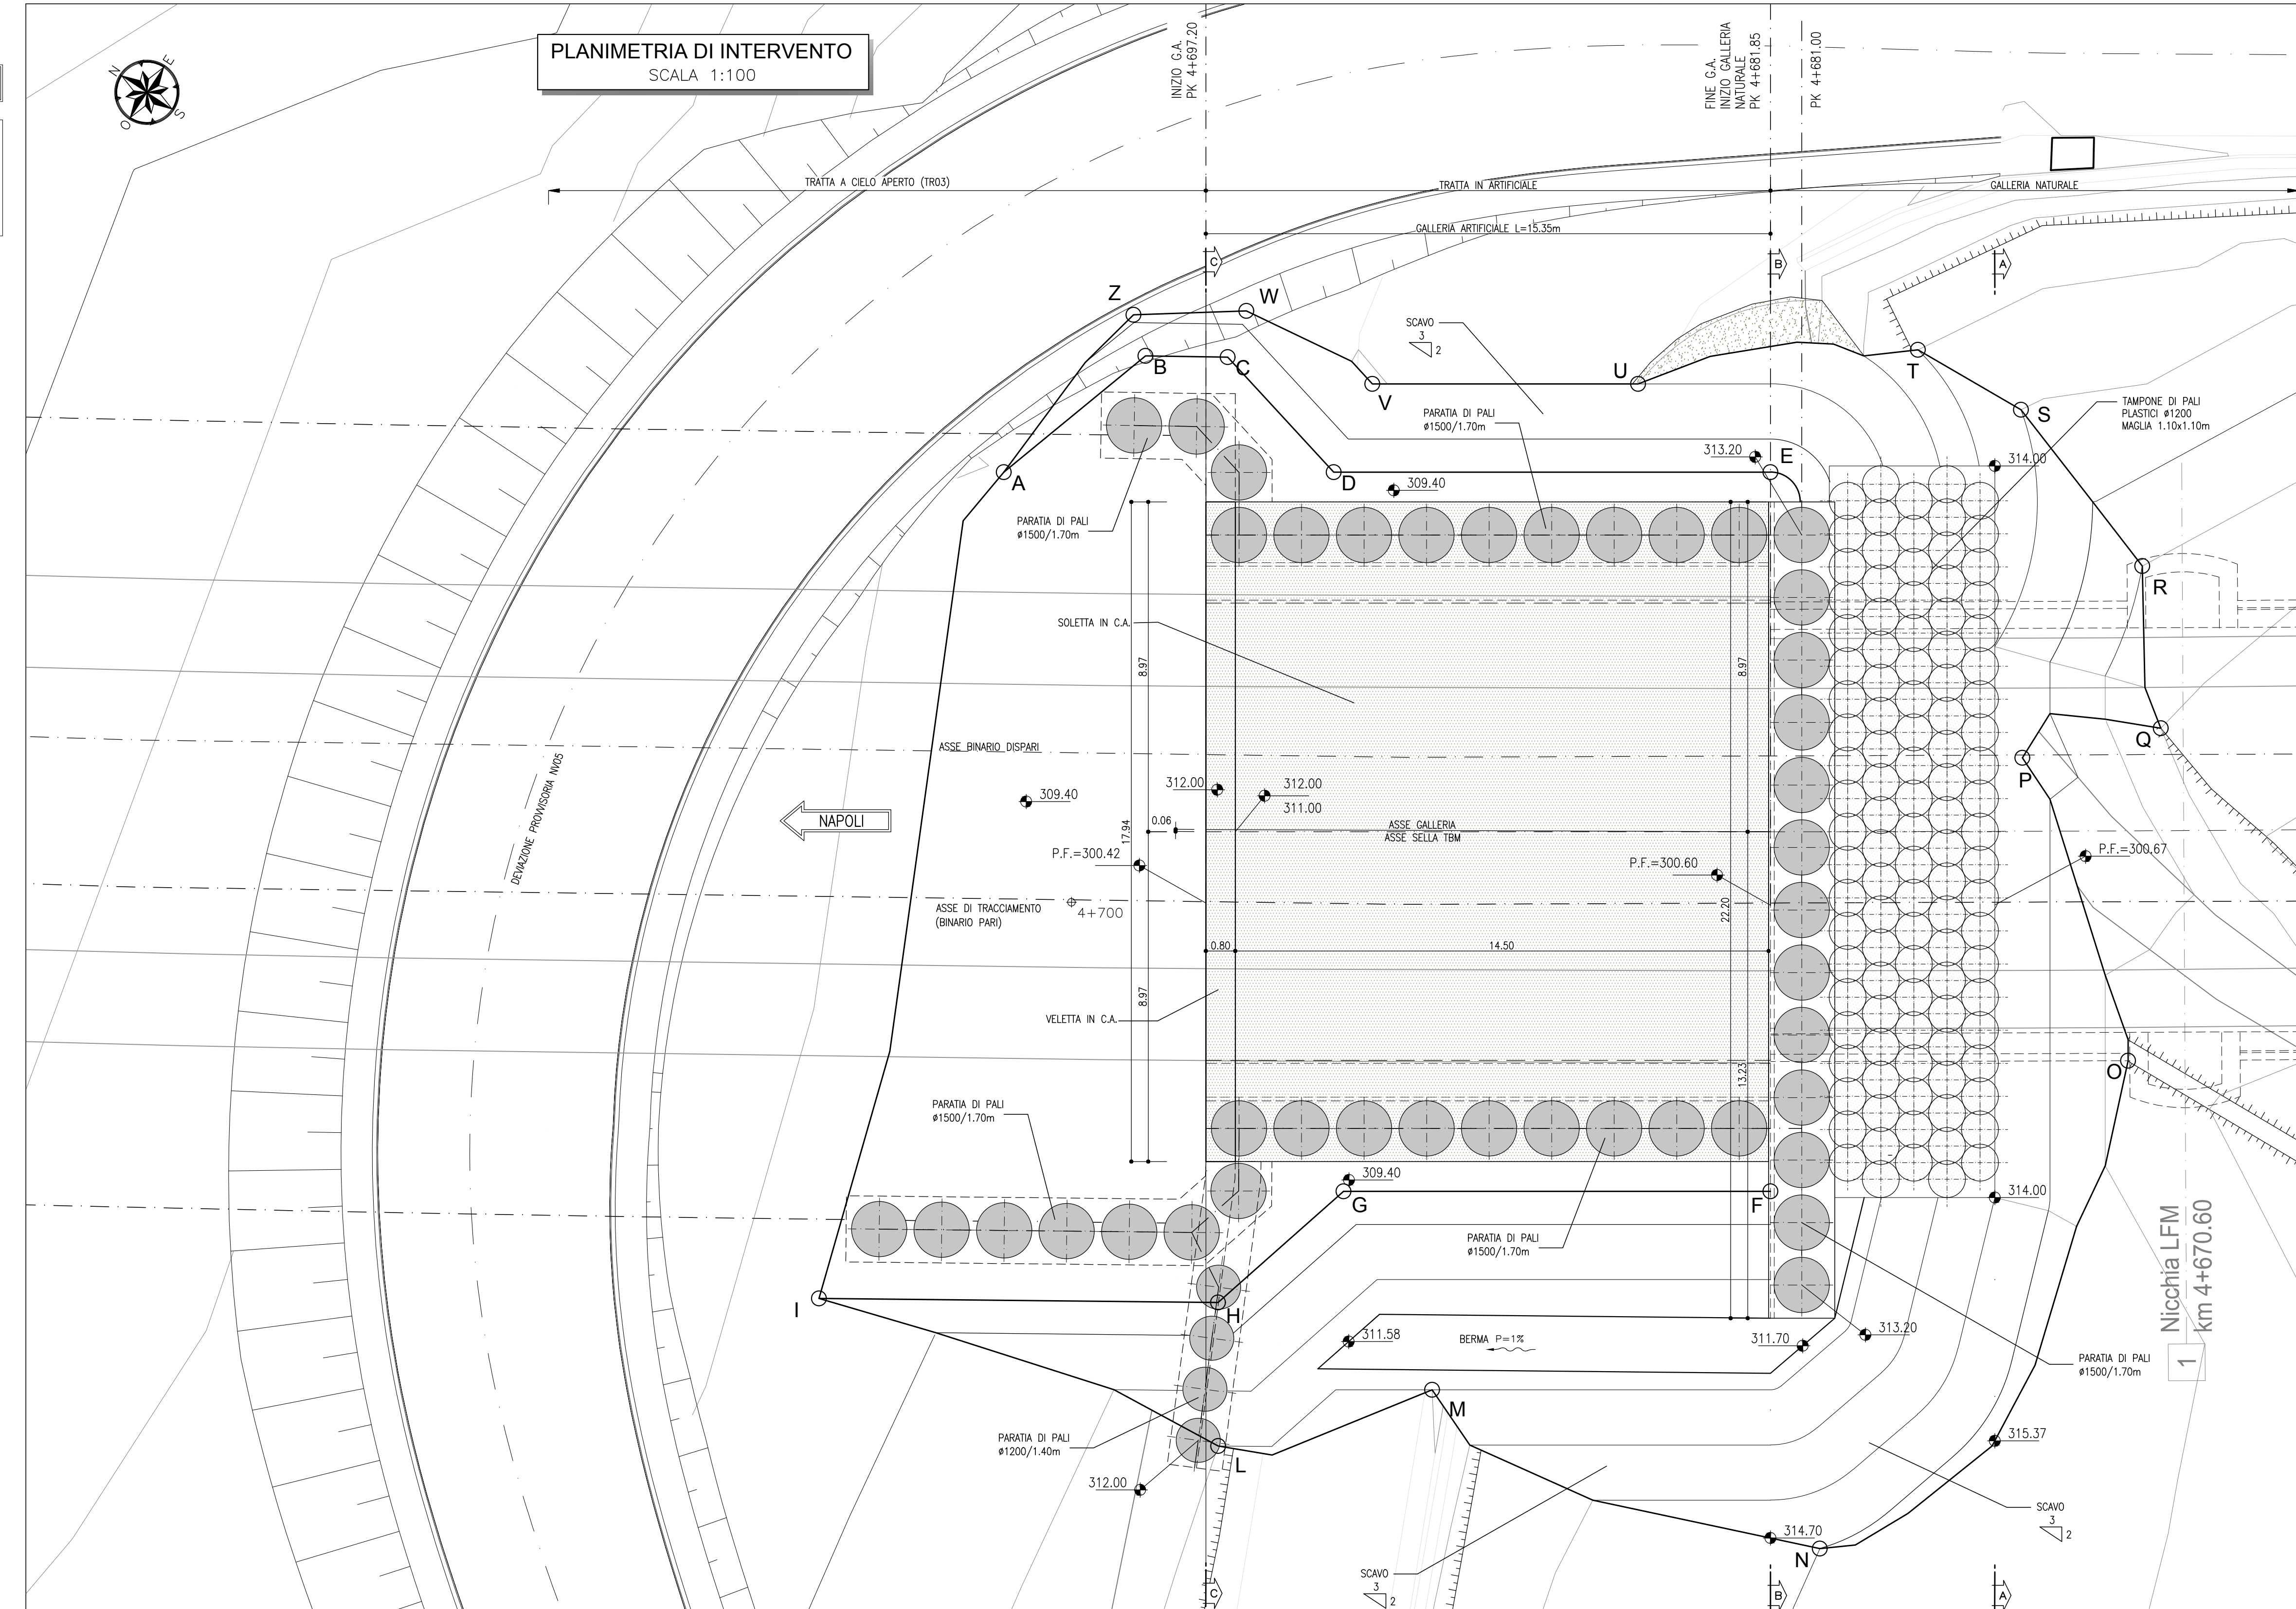 PLANIMETRIA DI INTERVENTO
SCALA 1:100
N
E
O
S
INIZIO G.A.
PK 4+697.20
FINE G.A.
INIZIO GALLERIA
NATURALE
PK 4+681.85
PK 4+681.00
TRATTA A CIELO APERTO (TR03)
TRATTA IN ARTIFICIALE
GALLERIA NATURALE
GALLERIA ARTIFICIALE L=15.35m
C
B
A
Z
W
SCAVO
3
2
B
C
V
U
T
S
PARATIA DI PALI
ø1500/1.70m
TAMPONE DI PALI
PLASTICI ø1200
MAGLIA 1.10x1.10m
A
D
E
313.20
309.40
314.00
PARATIA DI PALI
ø1500/1.70m
R
SOLETTA IN C.A.
8.97
8.97
Q
P
ASSE BINARIO DISPARI
DEVIAZIONE PROVVISORIA NV05
309.40
312.00
312.00
311.00
NAPOLI
0.06
17.94
ASSE GALLERIA
ASSE SELLA TBM
P.F.=300.42
P.F.=300.60
P.F.=300.67
ASSE DI TRACCIAMENTO
(BINARIO PARI)
4+700
22.20
0.80
14.50
8.97
VELETTA IN C.A.
13.23
O
PARATIA DI PALI
ø1500/1.70m
309.40
G
F
314.00
PARATIA DI PALI
ø1500/1.70m
Nicchia LFM
km 4+670.60
1
I
H
311.58
BERMA P=1%
311.70
313.20
PARATIA DI PALI
ø1500/1.70m
M
PARATIA DI PALI
ø1200/1.40m
L
315.37
312.00
SCAVO
3
2
314.70
N
SCAVO
3
2
C
B
A